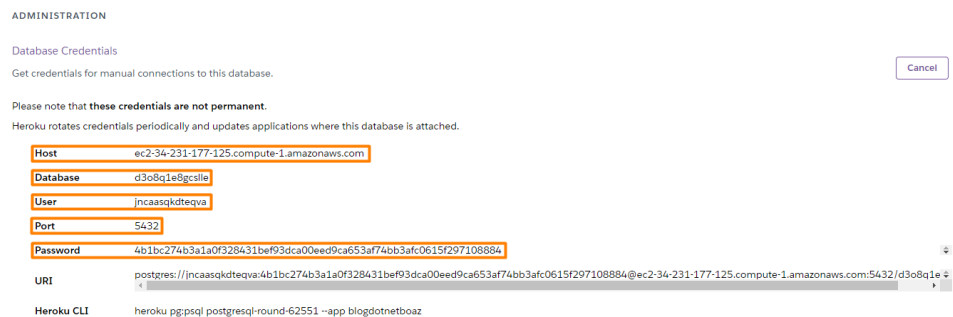 ADMINISTRATION
Database Credentials
Get credentials for manual connections to this database.
Cancel
Please note that these credentials are not permanent.
Heroku rotates credentials periodically and updates applications where this database is attached.
Host ec2-34-231-177-125.compute-1.amazonaws.com
Database d3o8q1e8gcslle
User jncaasqkdteqva
Port 5432
Password 4b1bc274b3a1a0f328431bef93dca00eed9ca653af74bb3afc0615f297108884
URI postgres://jncaasqkdteqva:4b1bc274b3a1a0f328431bef93dca00eed9ca653af74bb3afc0615f297108884@ec2-34-231-177-125.compute-1.amazonaws.com:5432/d3o8q1e
Heroku CLI heroku pg:psql postgresql-round-62551 --app blogdotnetboaz